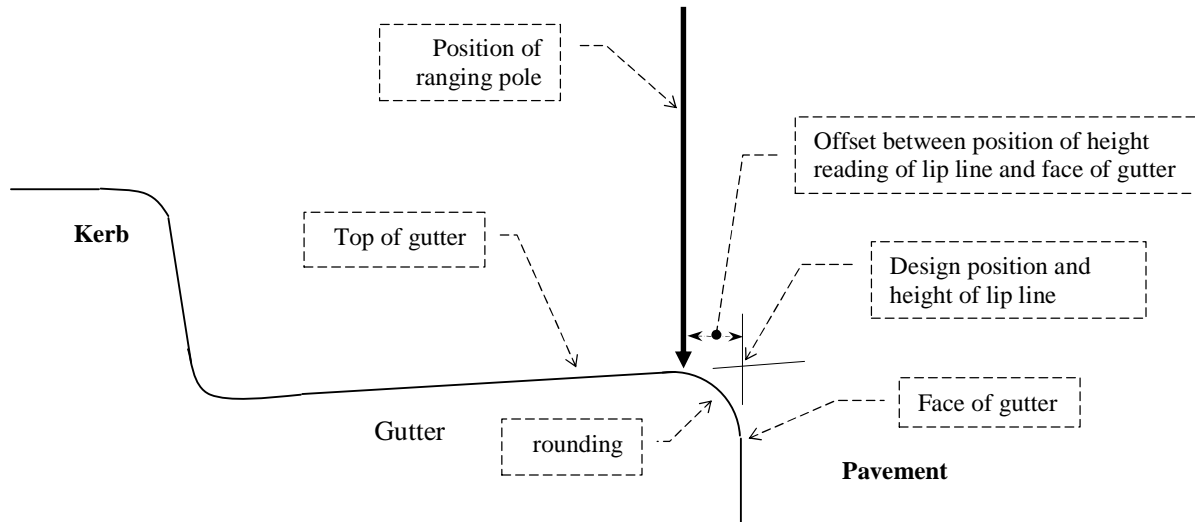 Position of
ranging pole
Offset between position of height
reading of lip line and face of gutter
Kerb
Top of gutter
Design position and
height of lip line
Face of gutter
Gutter
rounding
Pavement